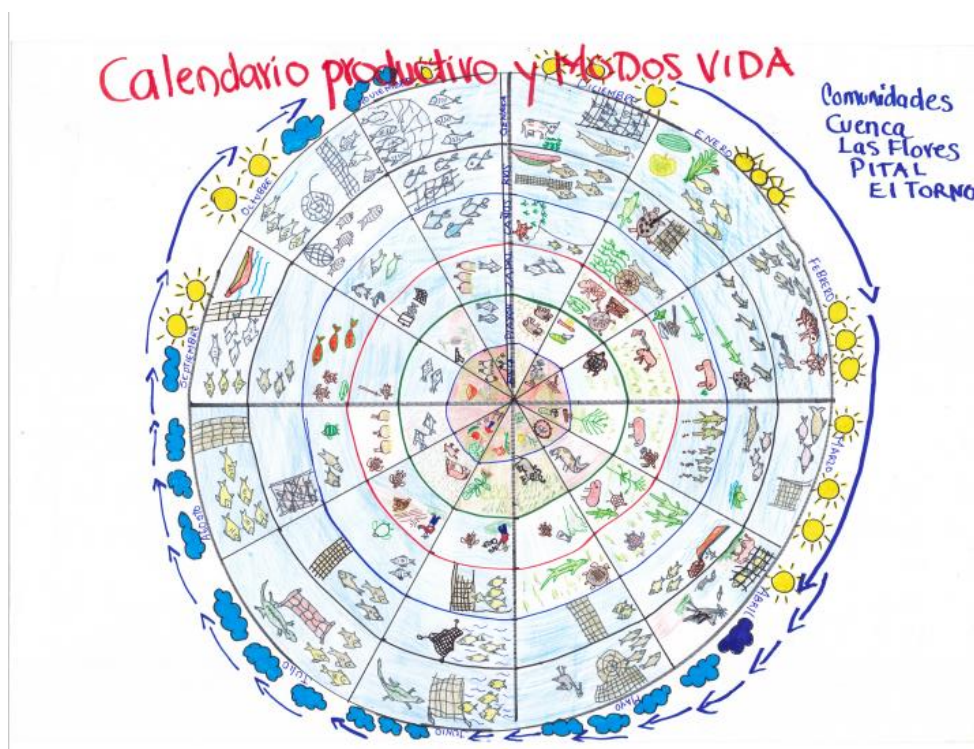 Calendario productivo y MODOS VIDA
Comunidades
Cuenca
Las Flores
PITAL
El TORNO
DICIEMBRE
ENERO
FEBRERO
MARZO
ABRIL
MAYO
JUNIO
JULIO
AGOSTO
SEPTIEMBRE
Octubre
NOVIEMBRE